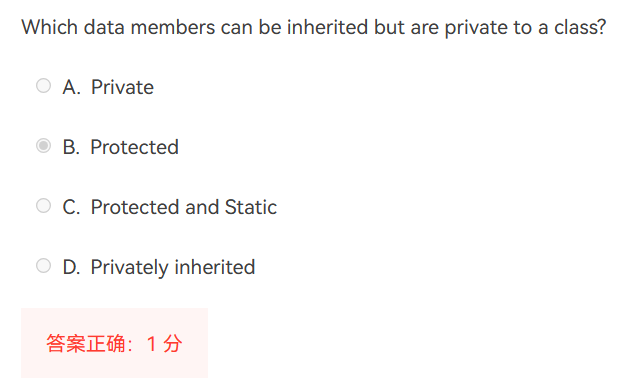 Which data members can be inherited but are private to a class?
A. Private
B. Protected
C. Protected and Static
D. Privately inherited
答案正确：1 分